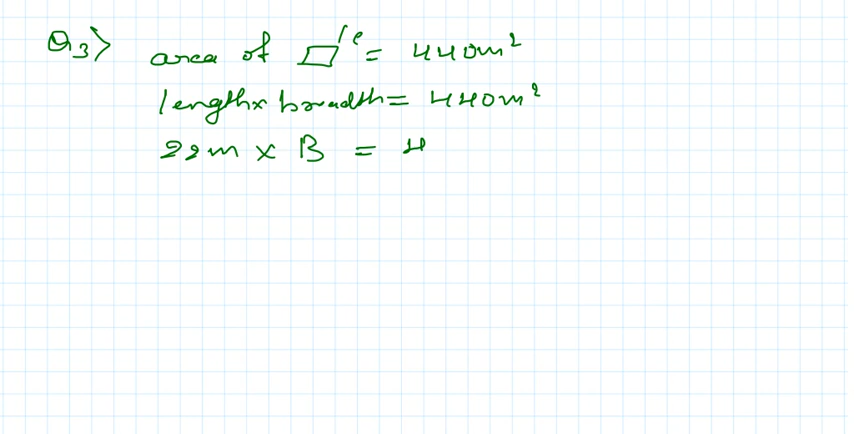 Q3> area of ▱le = 440m²
length x breadth = 440m²
22m x B = 4